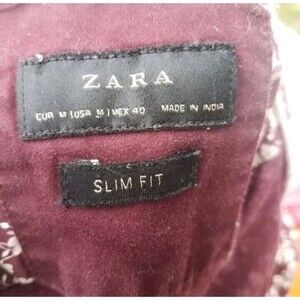 ZARA
EUR M | USA M | MEX 40 MADE IN INDIA
SLIM FIT